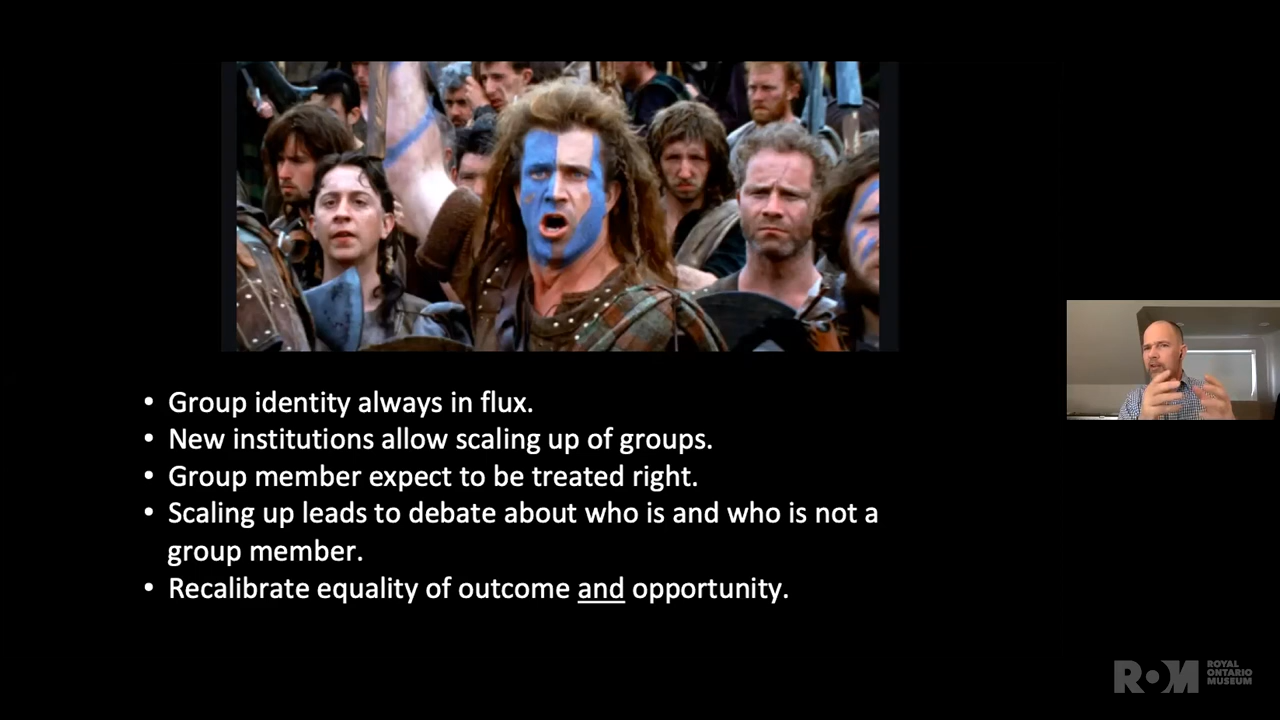 • Group identity always in flux.
• New institutions allow scaling up of groups.
• Group member expect to be treated right.
• Scaling up leads to debate about who is and who is not a
group member.
• Recalibrate equality of outcome and opportunity.
ROM
ROYAL
ONTARIO
MUSEUM